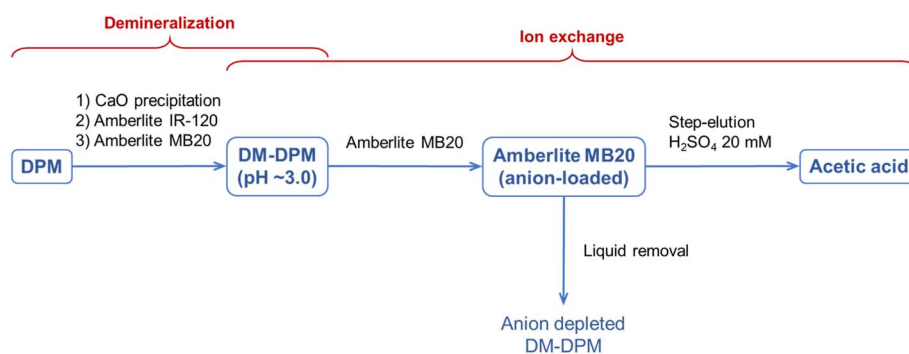 Demineralization
Ion exchange
1) CaO precipitation
2) Amberlite IR-120
3) Amberlite MB20
DPM
DM-DPM
(pH ~3.0)
Amberlite MB20
Amberlite MB20
(anion-loaded)
Step-elution
H₂SO₄ 20 mM
Acetic acid
Liquid removal
Anion depleted
DM-DPM